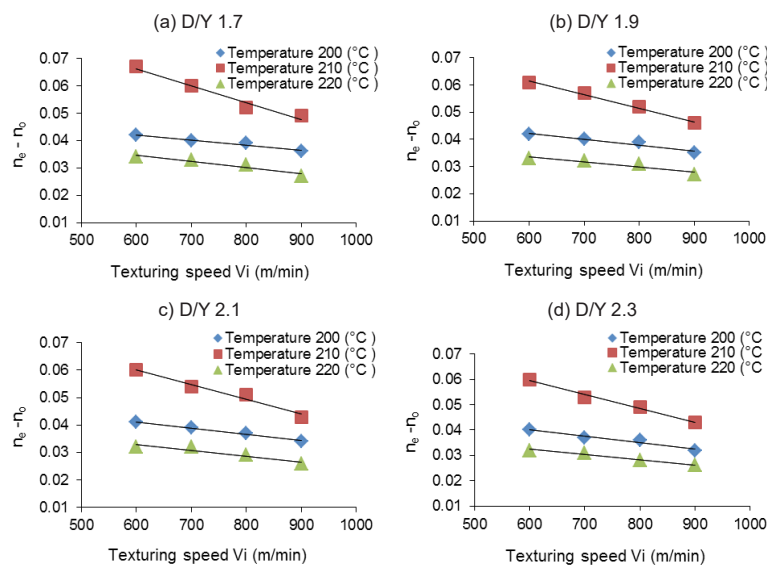 (a) D/Y 1.7
Temperature 200 (°C )
Temperature 210 (°C )
Temperature 220 (°C )
0.07
0.06
0.05
0.04
0.03
0.02
0.01
nₑ - nₒ
500 600 700 800 900 1000
Texturing speed Vi (m/min)
(b) D/Y 1.9
Temperature 200 (°C )
Temperature 210 (°C )
Temperature 220 (°C )
0.07
0.06
0.05
0.04
0.03
0.02
0.01
nₑ -nₒ
500 600 700 800 900 1000
Texturing speed Vi (m/min)
c) D/Y 2.1
Temperature 200 (°C )
Temperature 210 (°C )
Temperature 220 (°C )
0.07
0.06
0.05
0.04
0.03
0.02
0.01
nₑ -nₒ
500 600 700 800 900 1000
Texturing speed Vi (m/min)
(d) D/Y 2.3
Temperature 200 (°C )
Temperature 210 (°C )
Temperature 220 (°C
0.07
0.06
0.05
0.04
0.03
0.02
0.01
nₑ -nₒ
500 600 700 800 900 1000
Texturing speed Vi (m/min)